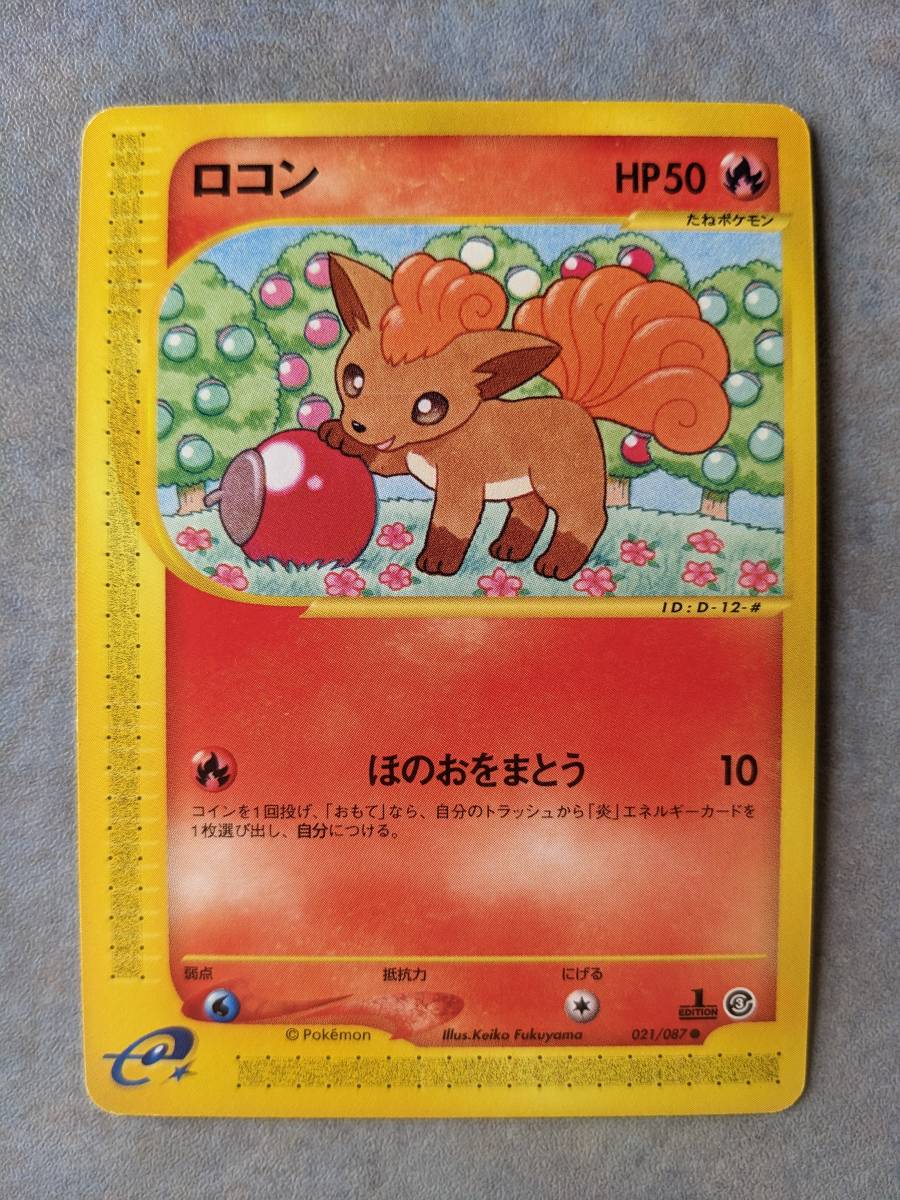 ロコン
HP50
たねポケモン
ID:D-12-#
ほのおをまとう 10
コインを1回投げ、「おもて」なら、自分のトラッシュから「炎」エネルギーカードを
1枚選び出し、自分につける。
弱点 抵抗力 にげる
1
EDITION
3
© Pokémon Illus.Keiko Fukuyama 021/087 ●
e